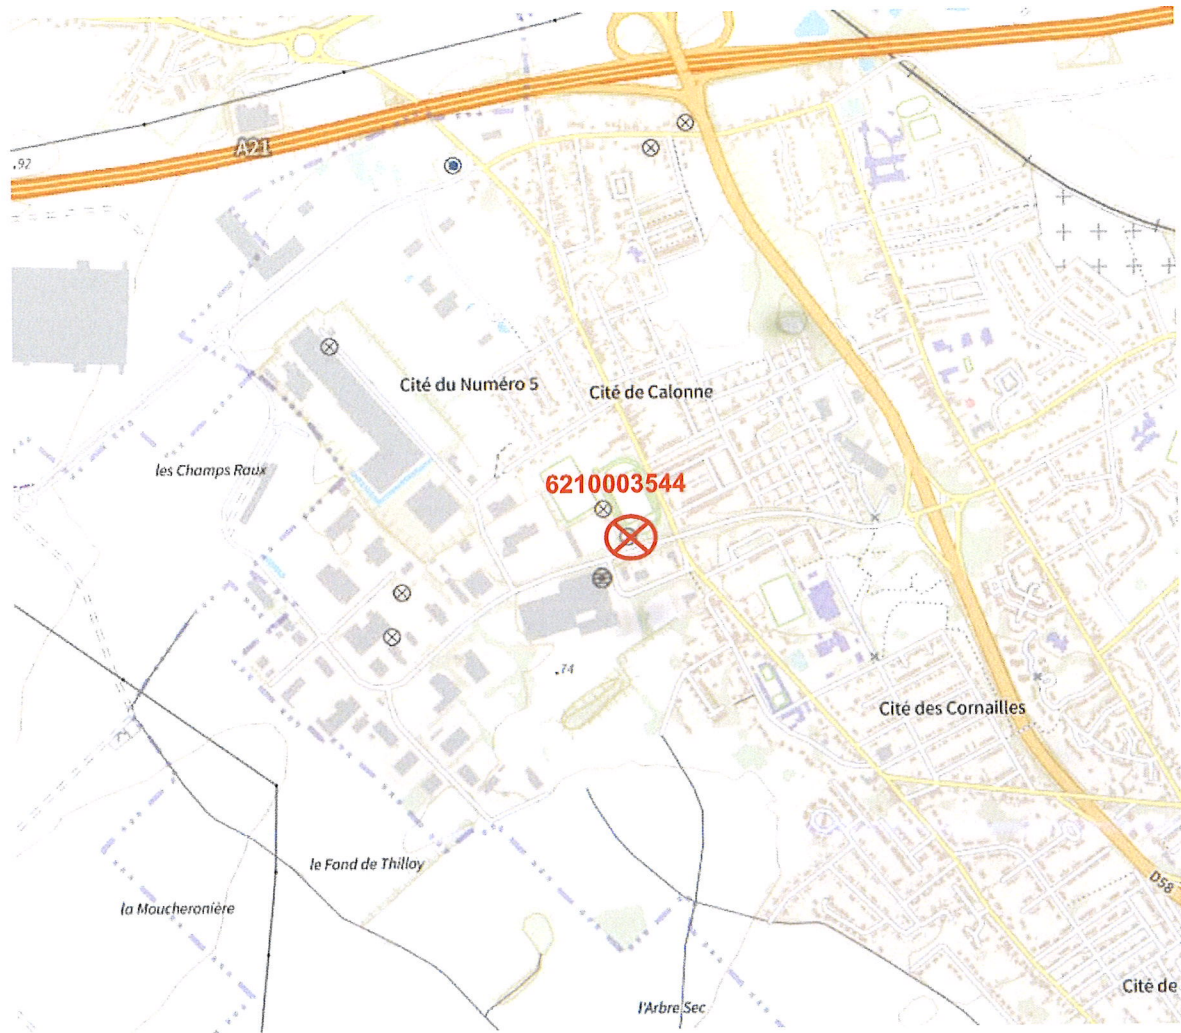 A21
.92
Cité du Numéro 5
Cité de Calonne
les Champs Raux
6210003544
.74
Cité des Cornailles
le Fond de Thilloy
la Moucheronière
D58
Cité de
l'Arbre Sec